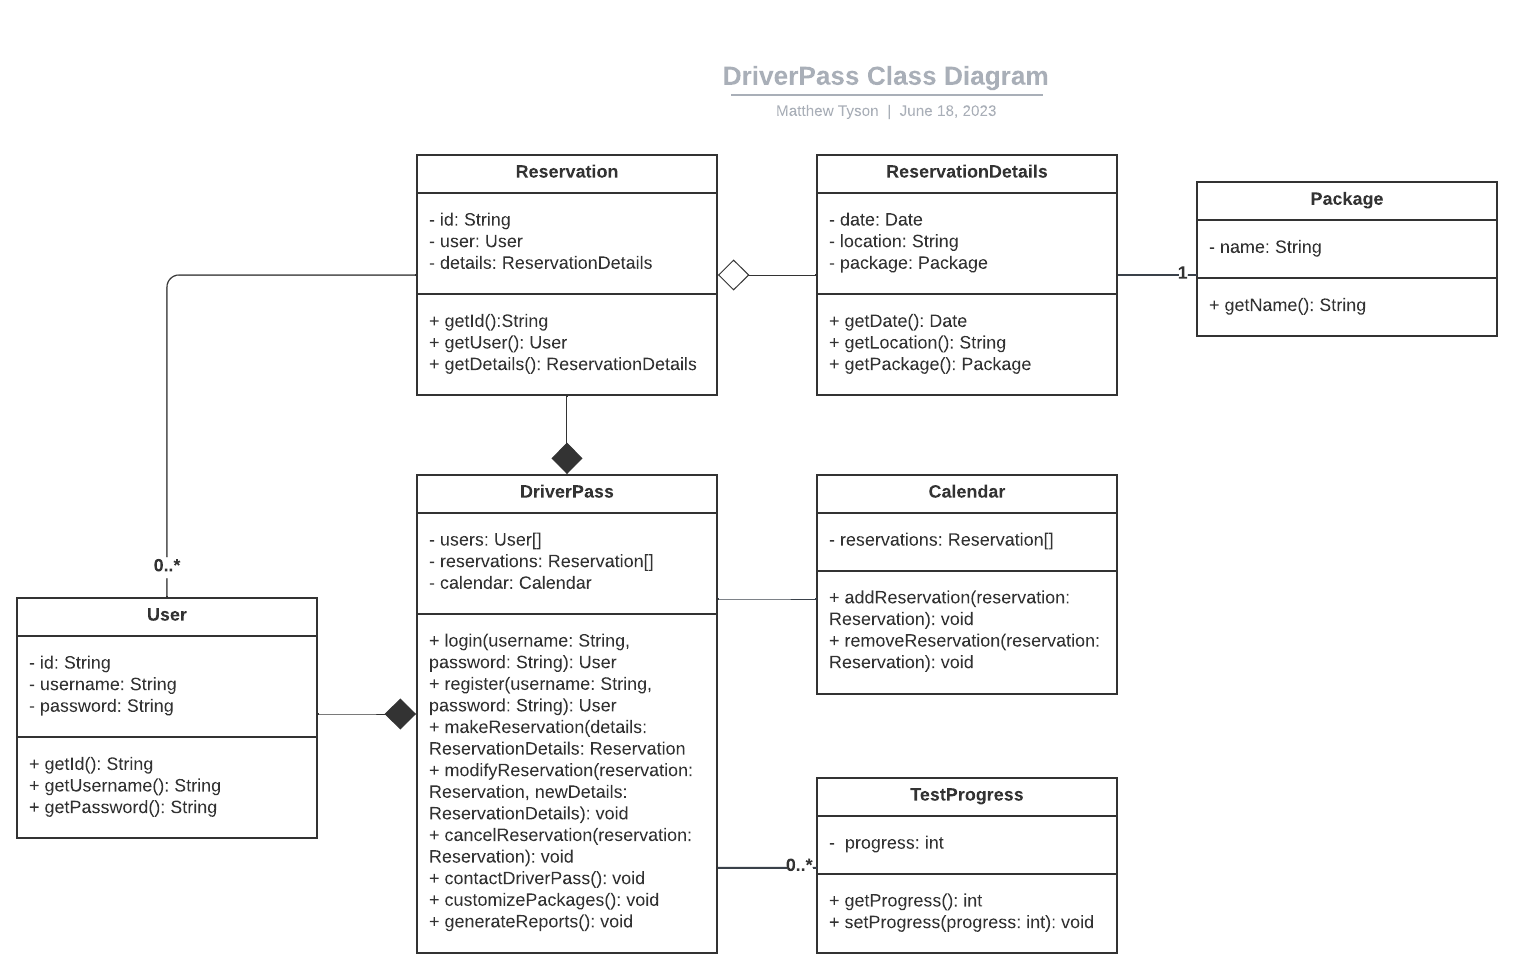 DriverPass Class Diagram
Matthew Tyson | June 18, 2023
Reservation
- id: String
- user: User
- details: ReservationDetails
+ getId():String
+ getUser(): User
+ getDetails(): ReservationDetails
ReservationDetails
- date: Date
- location: String
- package: Package
+ getDate(): Date
+ getLocation(): String
+ getPackage(): Package
1
Package
- name: String
+ getName(): String
0..*
User
- id: String
- username: String
- password: String
+ getId(): String
+ getUsername(): String
+ getPassword(): String
DriverPass
- users: User[]
- reservations: Reservation[]
- calendar: Calendar
+ login(username: String,
password: String): User
+ register(username: String,
password: String): User
+ makeReservation(details:
ReservationDetails: Reservation
+ modifyReservation(reservation:
Reservation, newDetails:
ReservationDetails): void
+ cancelReservation(reservation:
Reservation): void
+ contactDriverPass(): void
+ customizePackages(): void
+ generateReports(): void
Calendar
- reservations: Reservation[]
+ addReservation(reservation:
Reservation): void
+ removeReservation(reservation:
Reservation): void
0..*
TestProgress
- progress: int
+ getProgress(): int
+ setProgress(progress: int): void